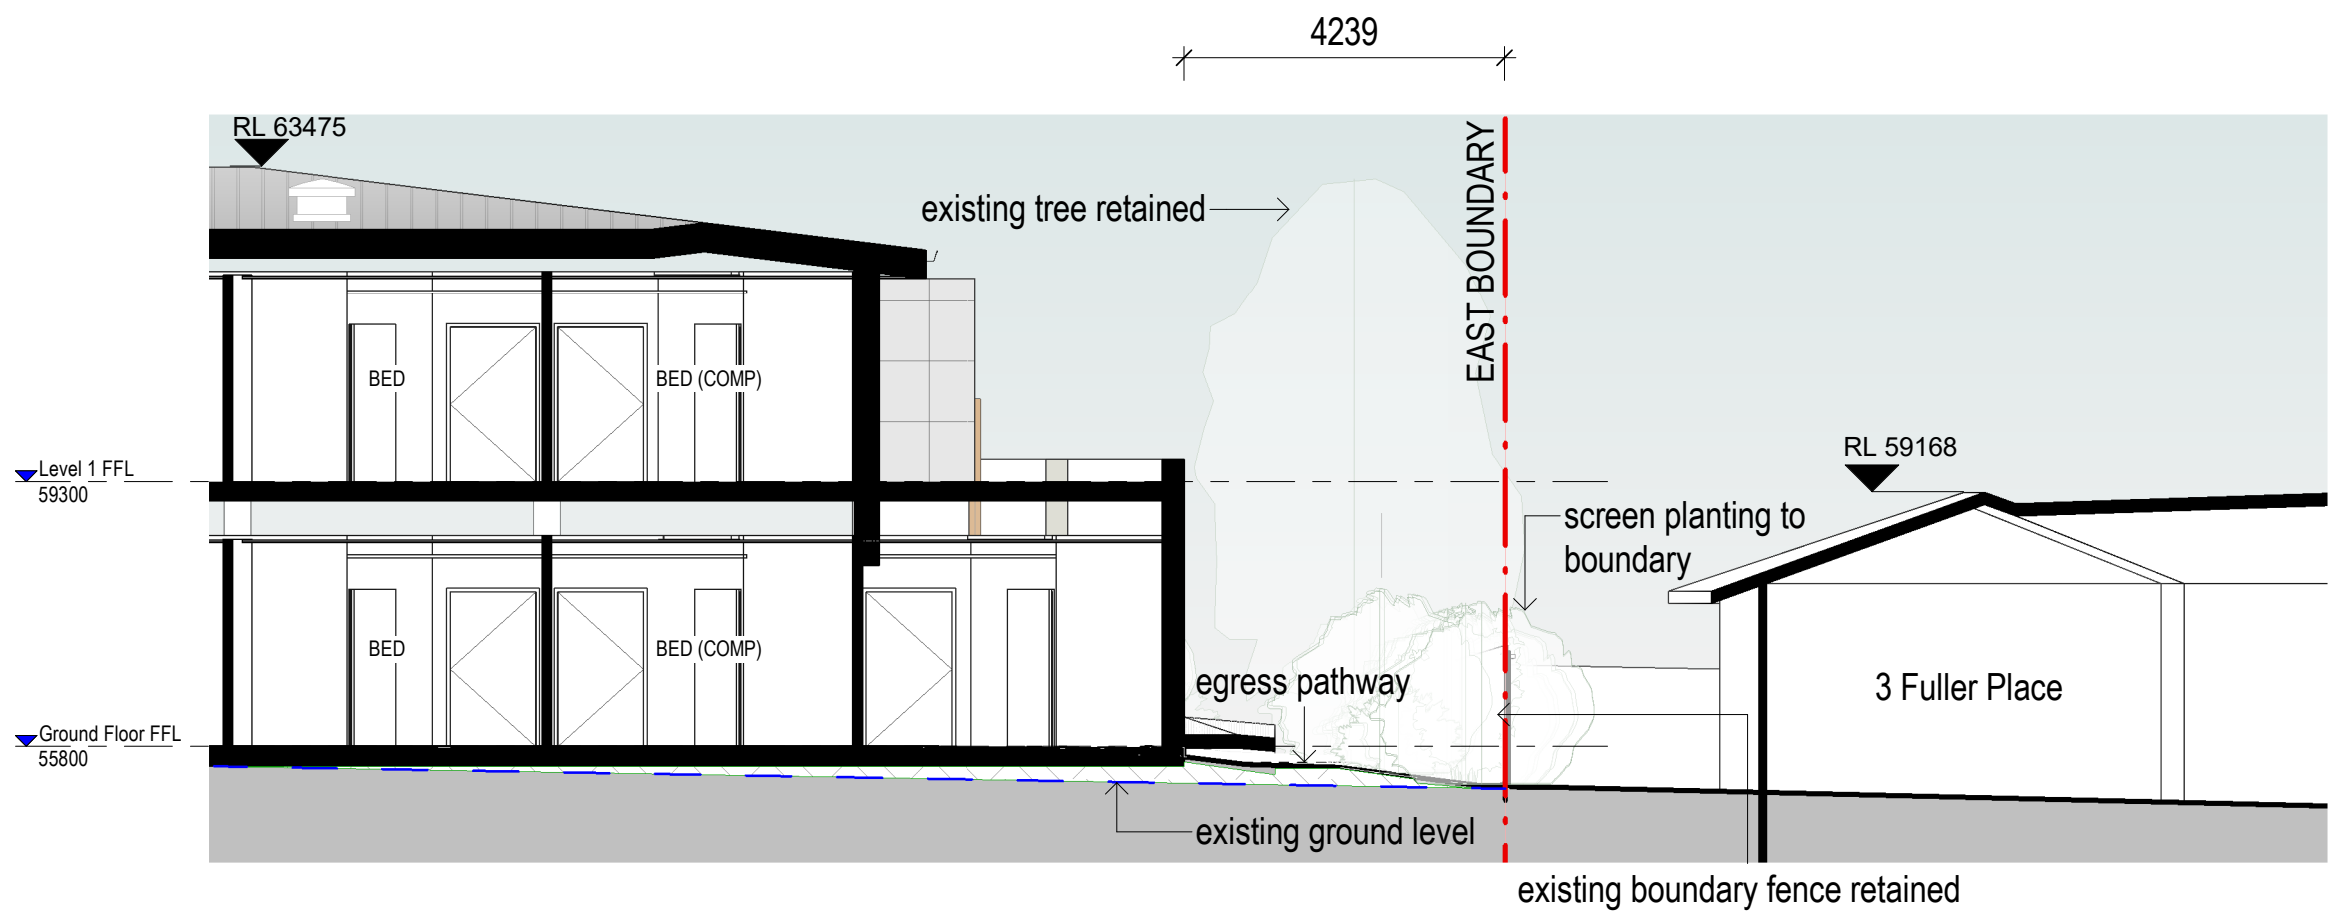 4239
RL 63475
EAST BOUNDARY
existing tree retained
BED
BED (COMP)
RL 59168
Level 1 FFL
59300
screen planting to
boundary
BED
BED (COMP)
egress pathway
3 Fuller Place
Ground Floor FFL
55800
existing ground level
existing boundary fence retained